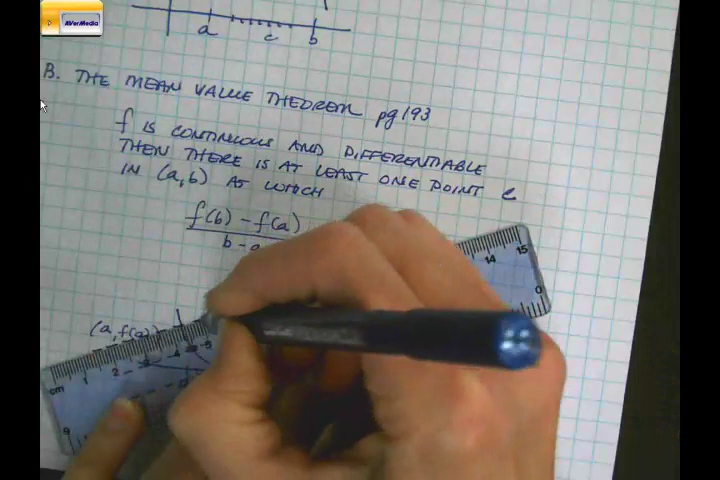 AVerMedia
a c b
B. THE MEAN VALUE THEOREM pg 193
f IS CONTINUOUS AND DIFFERENTIABLE
THEN THERE IS AT LEAST ONE POINT C
IN (a,b) AT WHICH
f(b) - f(a)
b - a
14 15
0
(a, f(a))
cm 1 2 3 4
9